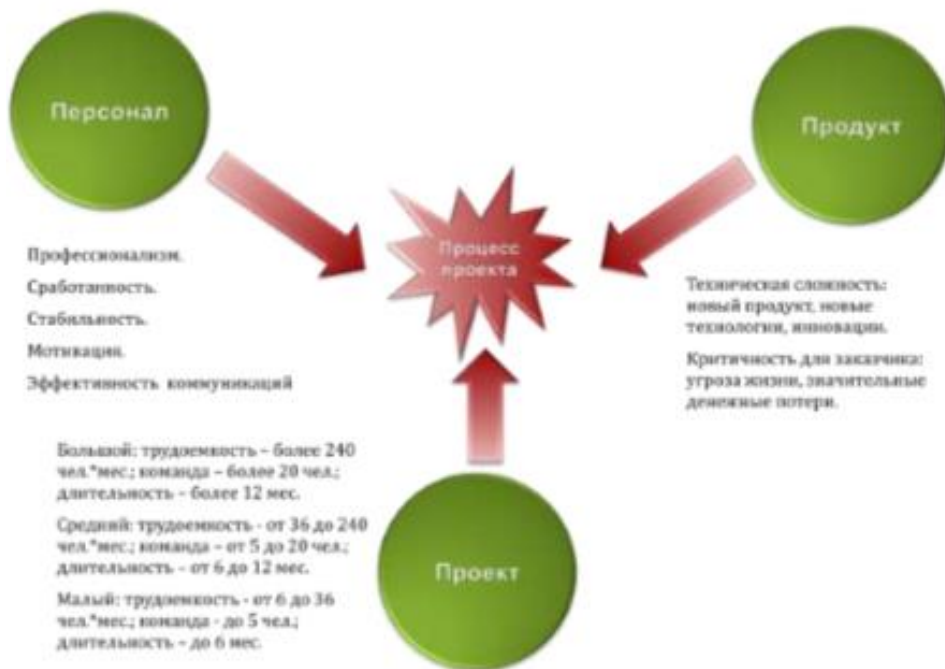 Персонал
Продукт
Процесс
проекта
Профессионализм.
Сработанность.
Стабильность.
Мотивация.
Эффективность коммуникаций
Техническая сложность:
новый продукт, новые
технологии, инновации.
Критичность для заказчика:
угроза жизни, значительные
денежные потери.
Большой: трудоемкость – более 240
чел.*мес.; команда – более 20 чел.;
длительность – более 12 мес.
Средний: трудоемкость - от 36 до 240
чел.*мес.; команда – от 5 до 20 чел.;
длительность – от 6 до 12 мес.
Малый: трудоемкость - от 6 до 36
чел.*мес.; команда - до 5 чел.;
длительность – до 6 мес.
Проект